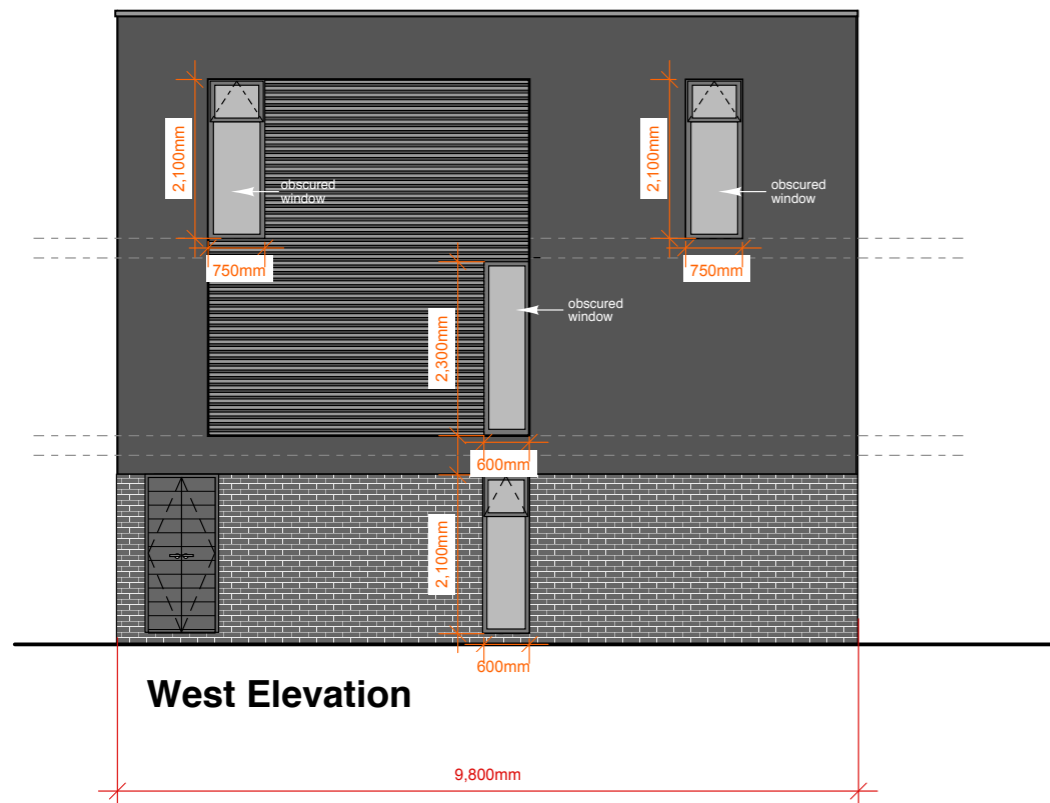 2,100mm
obscured
window
750mm
2,100mm
obscured
window
750mm
obscured
window
2,300mm
600mm
2,100mm
600mm
West Elevation
9,800mm